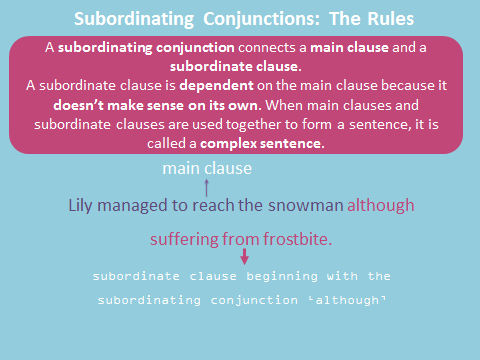 Subordinating Conjunctions: The Rules
A subordinating conjunction connects a main clause and a
subordinate clause.
A subordinate clause is dependent on the main clause because it
doesn’t make sense on its own. When main clauses and
subordinate clauses are used together to form a sentence, it is
called a complex sentence.
main clause
Lily managed to reach the snowman although
suffering from frostbite.
subordinate clause beginning with the
subordinating conjunction ‘although’